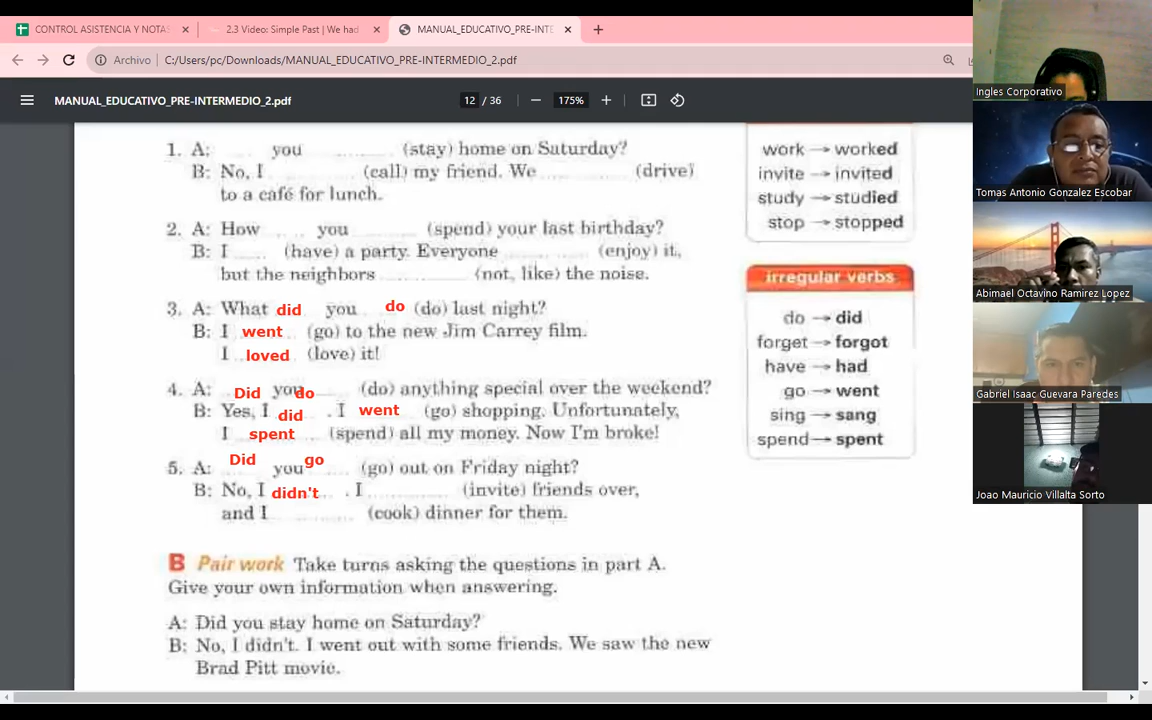 CONTROL ASISTENCIA Y NOTAS
2.3 Video: Simple Past | We had
MANUAL_EDUCATIVO_PRE-INTE
Archivo
C:/Users/pc/Downloads/MANUAL_EDUCATIVO_PRE-INTERMEDIO_2.pdf
MANUAL_EDUCATIVO_PRE-INTERMEDIO_2.pdf
12 / 36
175%
1. A: you (stay) home on Saturday?
B: No, I (call) my friend. We (drive)
to a café for lunch.
2. A: How you (spend) your last birthday?
B: I (have) a party. Everyone (enjoy) it,
but the neighbors (not, like) the noise.
3. A: What did you do (do) last night?
B: I went (go) to the new Jim Carrey film.
I loved (love) it!
4. A: Did you do (do) anything special over the weekend?
B: Yes, I did . I went (go) shopping. Unfortunately,
I spent (spend) all my money. Now I'm broke!
5. A: Did you go (go) out on Friday night?
B: No, I didn't . I (invite) friends over,
and I (cook) dinner for them.
B Pair work Take turns asking the questions in part A.
Give your own information when answering.
A: Did you stay home on Saturday?
B: No, I didn't. I went out with some friends. We saw the new
Brad Pitt movie.
work → worked
invite → invited
study → studied
stop → stopped
irregular verbs
do → did
forget → forgot
have → had
go → went
sing → sang
spend → spent
Ingles Corporativo
Tomas Antonio Gonzalez Escobar
Abimael Octavino Ramirez Lopez
Gabriel Isaac Guevara Paredes
Joao Mauricio Villalta Sorto